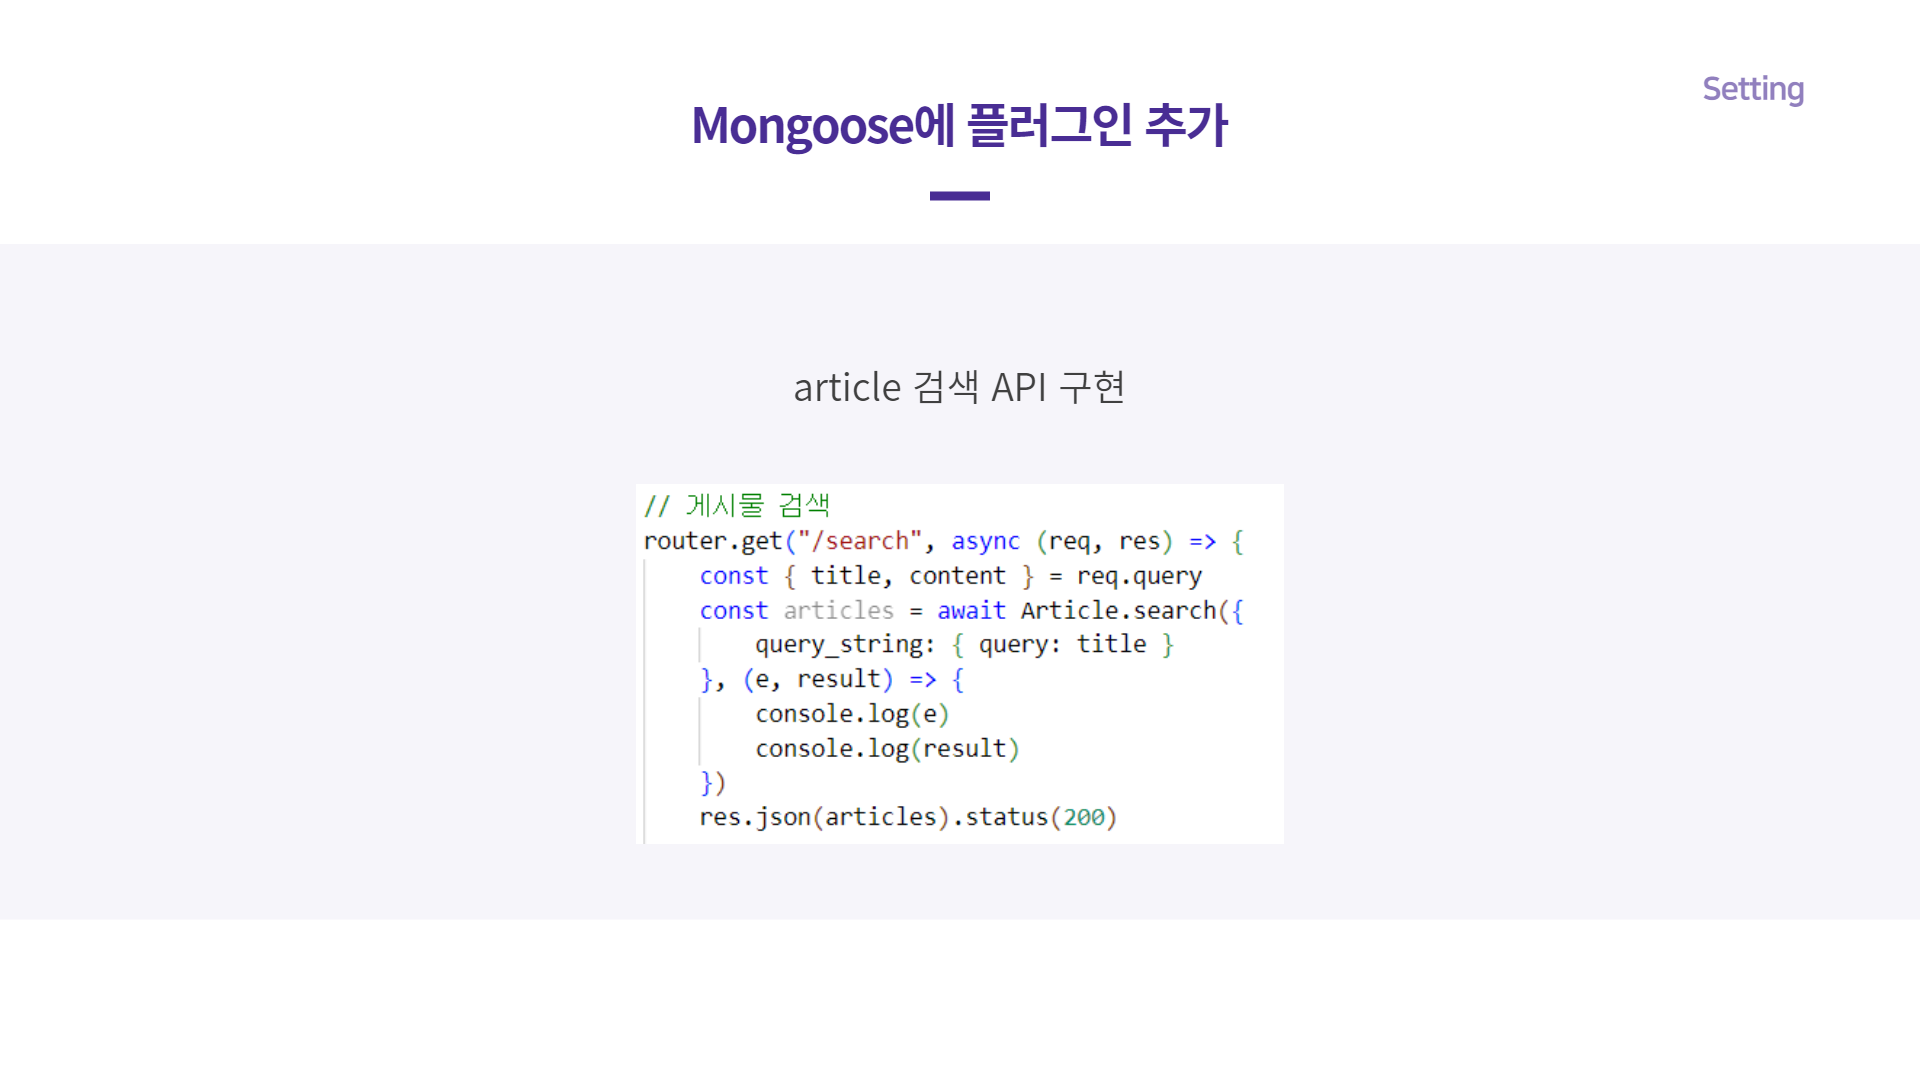 Setting
Mongoose에 플러그인 추가
article 검색 API 구현
// 게시물 검색
router.get("/search", async (req, res) => {
    const { title, content } = req.query
    const articles = await Article.search({
        query_string: { query: title }
    }, (e, result) => {
        console.log(e)
        console.log(result)
    })
    res.json(articles).status(200)